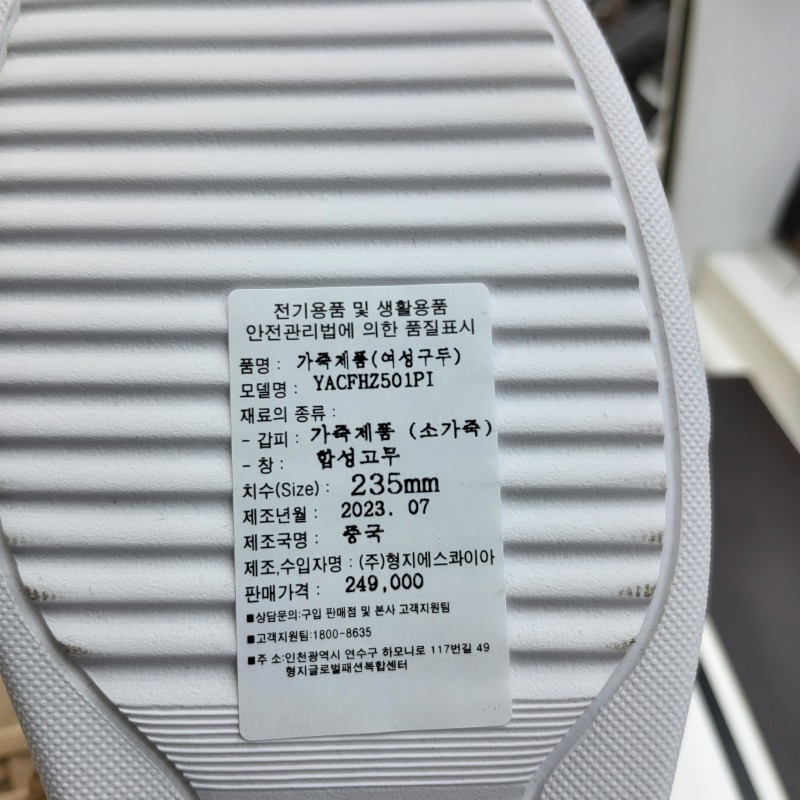 전기용품 및 생활용품
안전관리법에 의한 품질표시
품명 : 가죽제품(여성구두)
모델명 : YACFHZ501PI
재료의 종류 :
- 갑피 : 가죽제품 (소가죽)
- 창 : 합성고무
치수(Size) : 235mm
제조년월 : 2023. 07
제조국명 : 중국
제조,수입자명 : (주)형지에스콰이아
판매가격 : 249,000
■상담문의:구입 판매점 및 본사 고객지원팀
■고객지원팀:1800-8635
■주 소:인천광역시 연수구 하모니로 117번길 49
형지글로벌패션복합센터